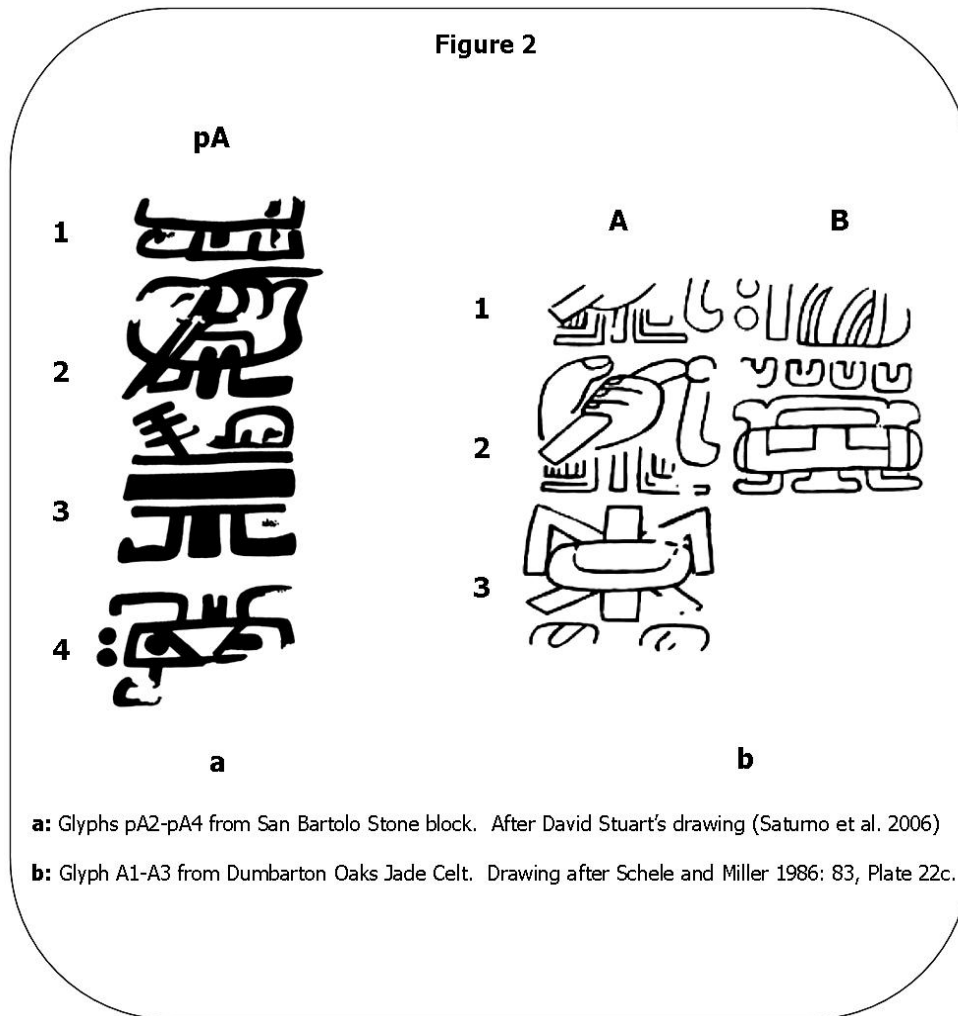 Figure 2
pA
1
2
3
4
a
A B
1
2
3
b
a: Glyphs pA2-pA4 from San Bartolo Stone block. After David Stuart's drawing (Saturno et al. 2006)
b: Glyph A1-A3 from Dumbarton Oaks Jade Celt. Drawing after Schele and Miller 1986: 83, Plate 22c.